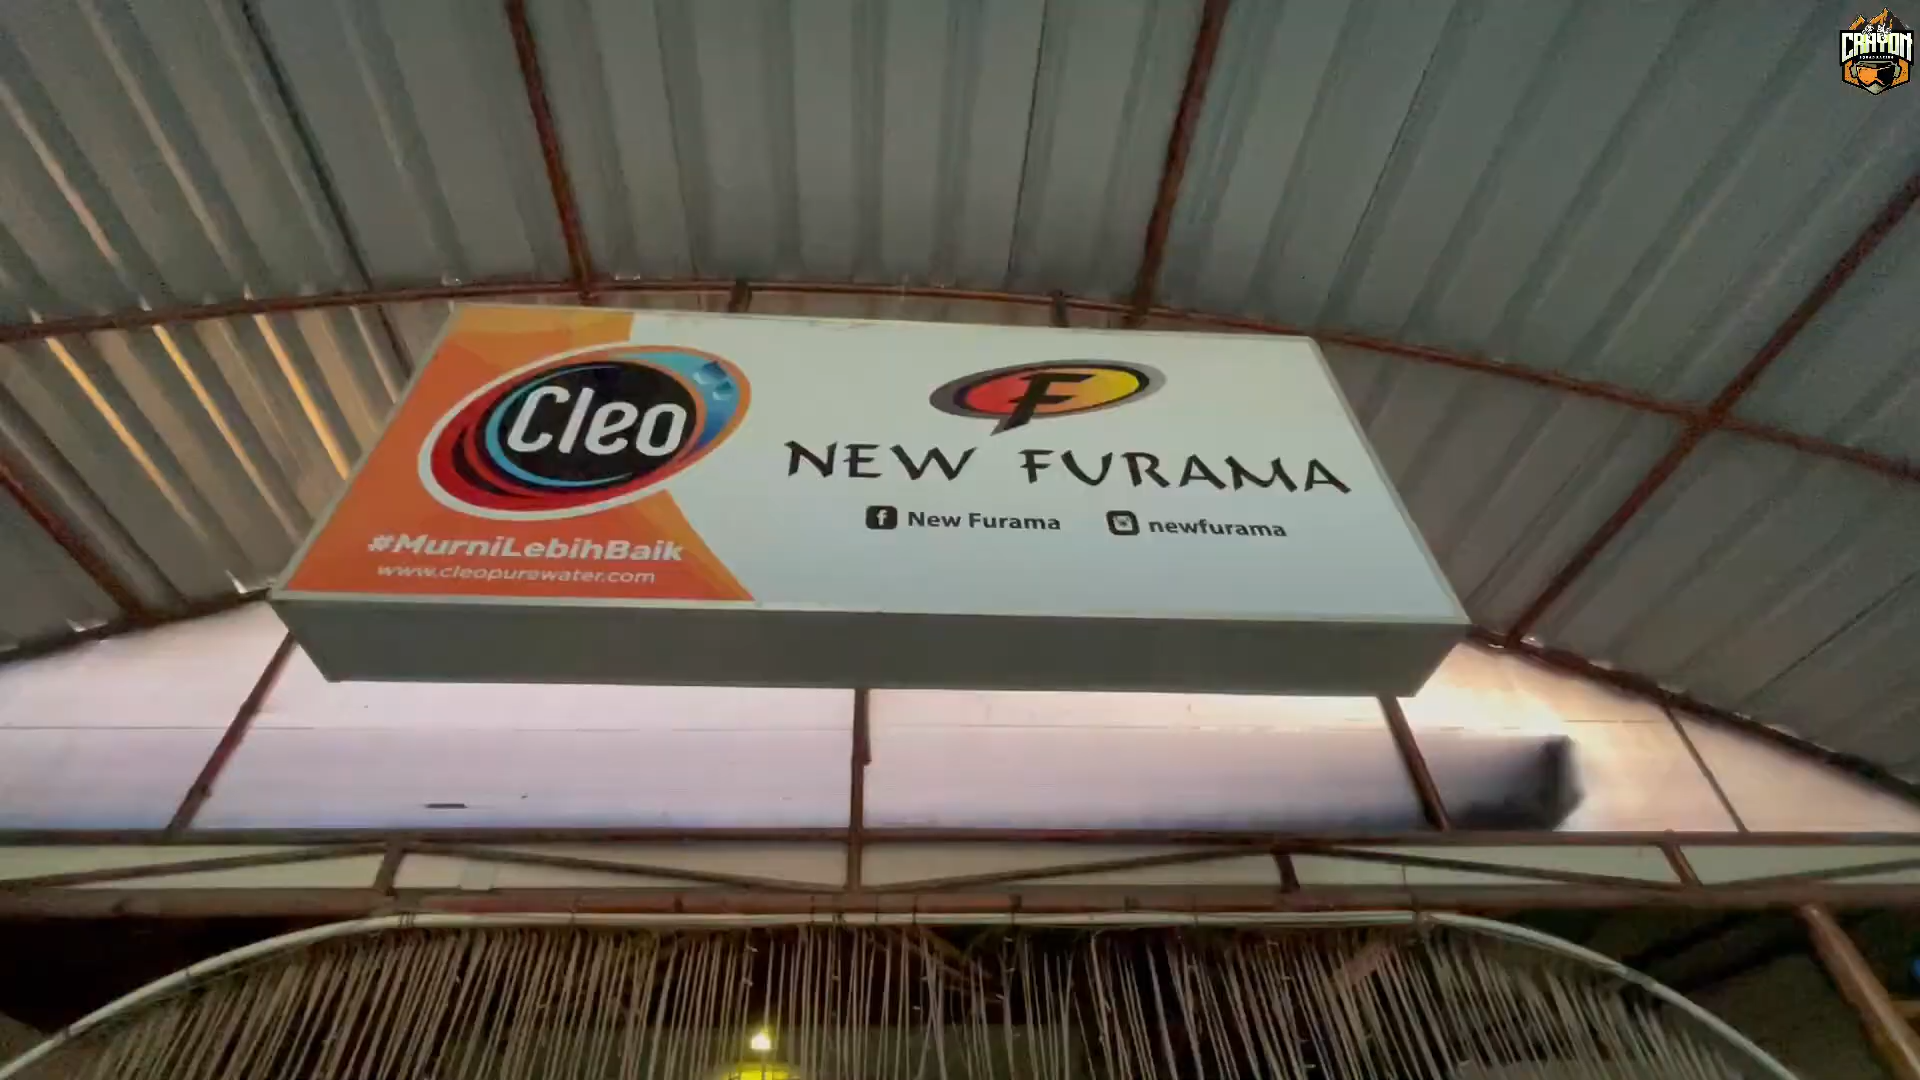 CANYON
Cleo
#MurniLebihBaik
www.cleopurewater.com
F
NEW FURAMA
f New Furama
newfurama